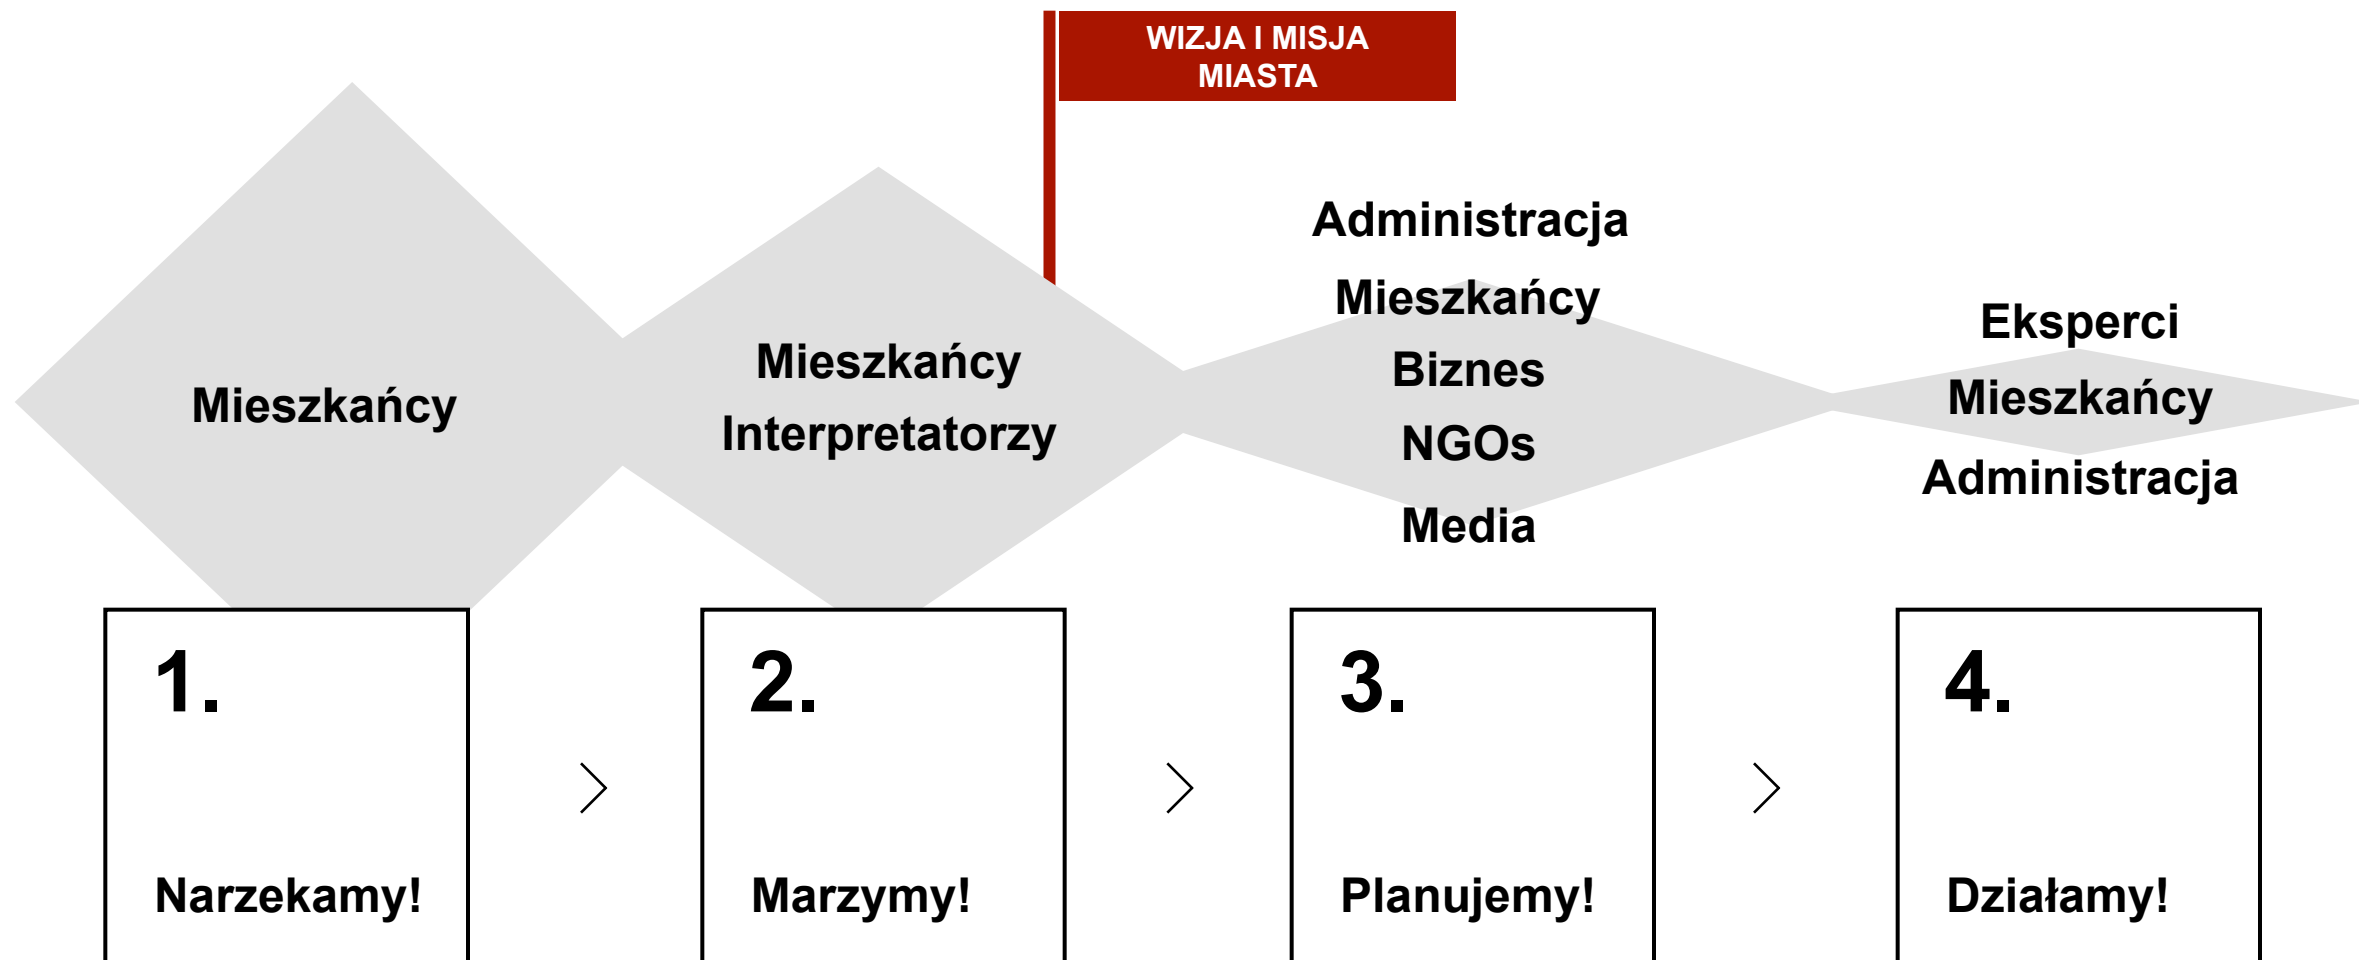 WIZJA I MISJA
MIASTA
Mieszkańcy
Mieszkańcy
Interpretatorzy
Administracja
Mieszkańcy
Biznes
NGOs
Media
Eksperci
Mieszkańcy
Administracja
1.
Narzekamy!
2.
Marzymy!
3.
Planujemy!
4.
Działamy!